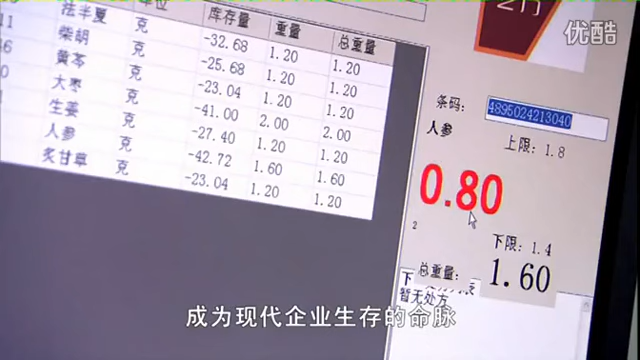 优酷
单位 库存量 重量 总重量
法半夏 克 -32.68 1.20 1.20
柴胡 克 -25.68 1.20 1.20
黄芩 克 -23.04 1.20 1.20
大枣 克 -41.00 2.00 2.00
生姜 克 -27.40 1.20 1.20
人参 克 -42.72 1.60 1.60
炙甘草 克 -23.04 1.20 1.20
条码: 4895024213040
人参 上限: 1.8
0.80
2
下限: 1.4
总重量: 1.60
暂无处方
成为现代企业生存的命脉